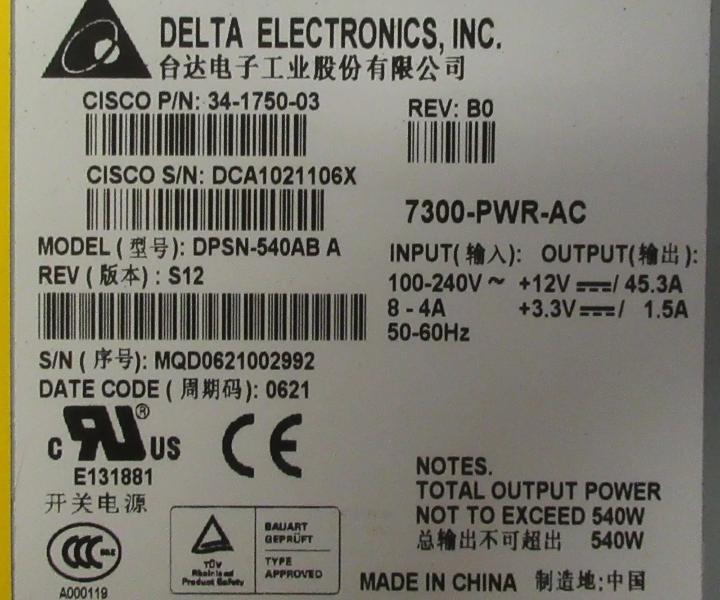 DELTA ELECTRONICS, INC.
台达电子工业股份有限公司
CISCO P/N: 34-1750-03
REV: B0
CISCO S/N: DCA1021106X
7300-PWR-AC
MODEL ( 型号): DPSN-540AB A
REV ( 版本) : S12
INPUT( 输入): OUTPUT(输出):
100-240V ~ +12V ⎓/ 45.3A
8 - 4A +3.3V ⎓/ 1.5A
50-60Hz
S/N ( 序号): MQD0621002992
DATE CODE ( 周期码): 0621
c RU ® US
CE
E131881
开关电源
NOTES.
TOTAL OUTPUT POWER
NOT TO EXCEED 540W
总输出不可超出 540W
CCC
A000119
TÜV
Rheinland
Product Safety
BAUART
GEPRÜFT
TYPE
APPROVED
MADE IN CHINA 制造地:中国